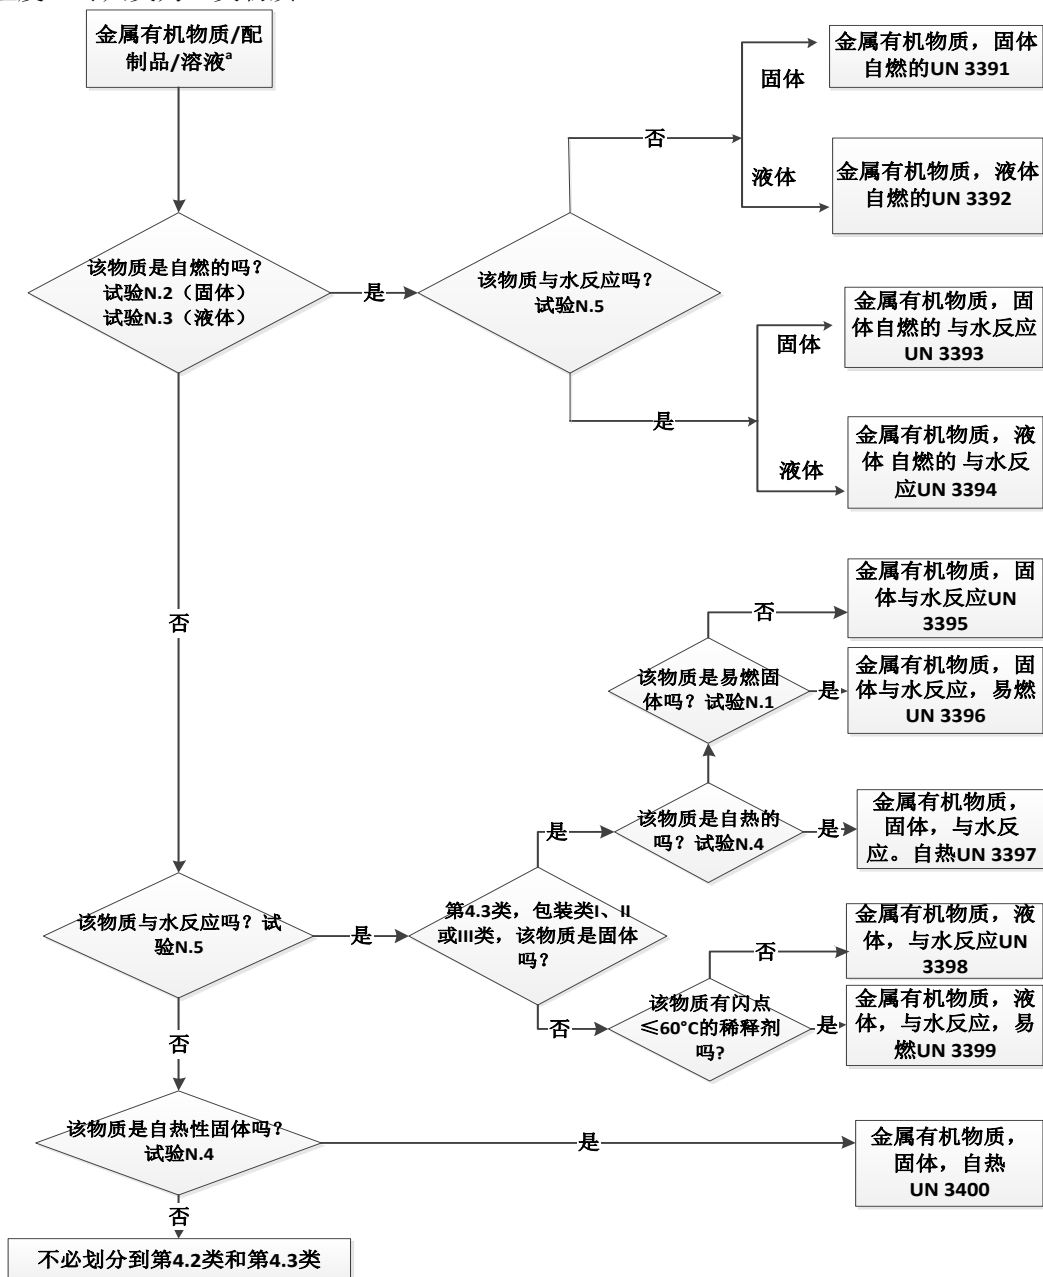 金属有机物质/配
制品/溶液a
固体
金属有机物质，固体
自燃的UN 3391
否
液体
金属有机物质，液体
自燃的UN 3392
该物质是自燃的吗？
试验N.2（固体）
试验N.3（液体）
是
该物质与水反应吗？
试验N.5
固体
金属有机物质，固
体自燃的 与水反应
UN 3393
是
液体
金属有机物质，液
体 自燃的 与水反
应UN 3394
否
否
金属有机物质，固
体与水反应UN
3395
该物质是易燃固
体吗？试验N.1
是
金属有机物质，固
体与水反应，易燃
UN 3396
该物质是自热的
吗？试验N.4
是
金属有机物质，
固体，与水反
应。自热UN 3397
是
该物质与水反应吗？试
验N.5
是
第4.3类，包装类I、II
或III类，该物质是固体
吗？
否
金属有机物质，液
体，与水反应UN
3398
否
该物质有闪点
≤60°C的稀释剂
吗?
是
金属有机物质，液
体，与水反应，易
燃UN 3399
否
该物质是自热性固体吗？
试验N.4
是
金属有机物质，
固体，自热
UN 3400
否
不必划分到第4.2类和第4.3类